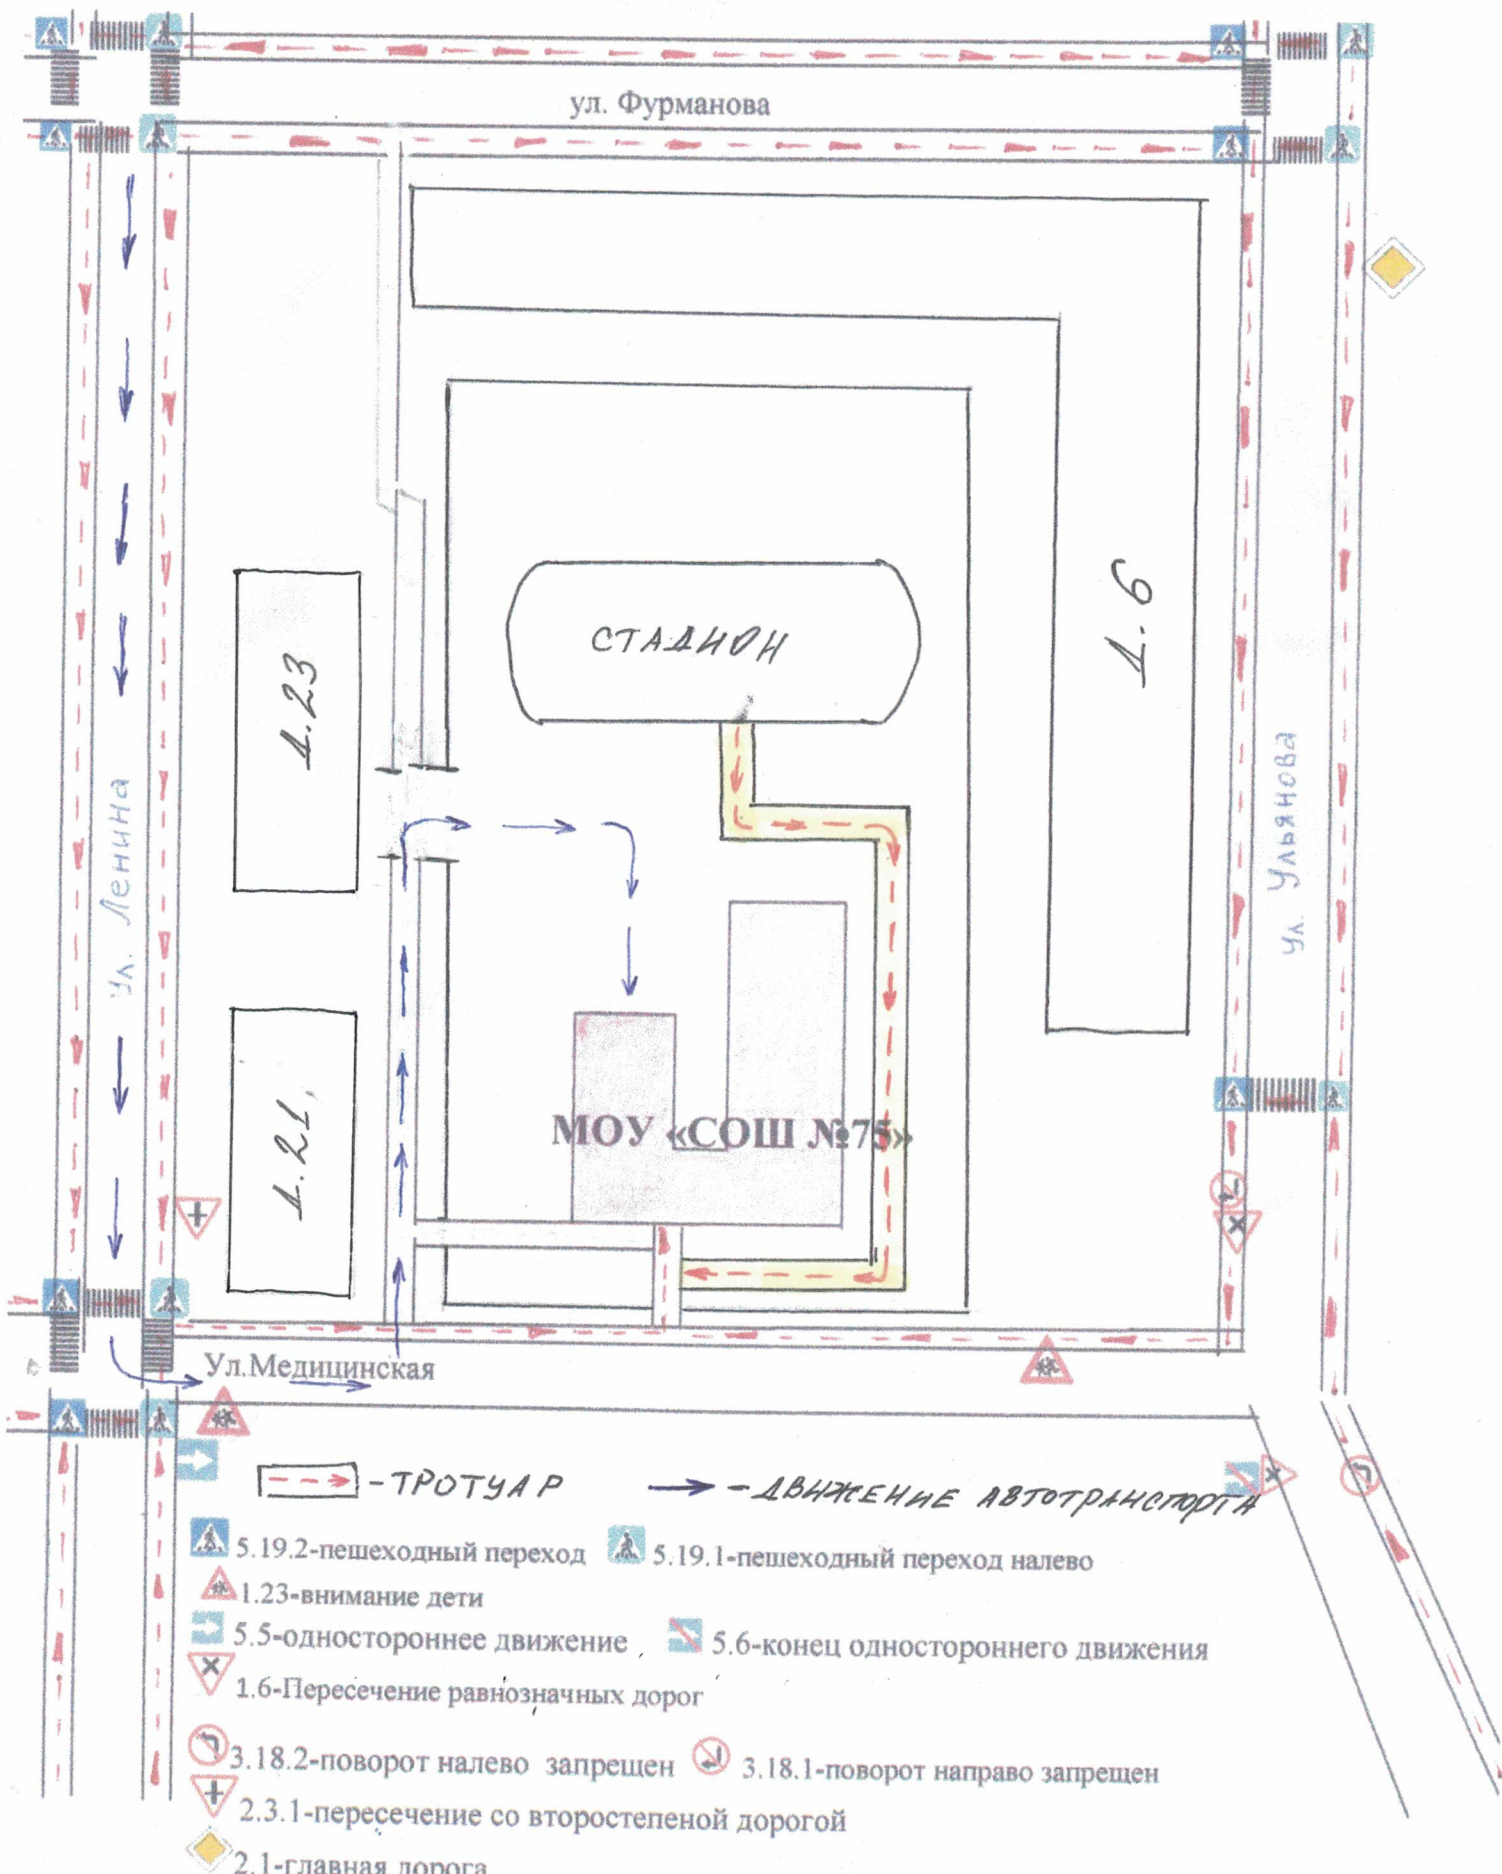 ул. Фурманова
СТАДИОН
д.6
д.23
ул. Ленина
ул. Ульянова
д.21
МОУ «СОШ №75»
Ул.Медицинская
-ТРОТУАР
-ДВИЖЕНИЕ АВТОТРАНСПОРТА
5.19.2-пешеходный переход 5.19.1-пешеходный переход налево
1.23-внимание дети
5.5-одностороннее движение 5.6-конец одностороннего движения
1.6-Пересечение равнозначных дорог
3.18.2-поворот налево запрещен 3.18.1-поворот направо запрещен
2.3.1-пересечение со второстепеной дорогой
2.1-главная дорога